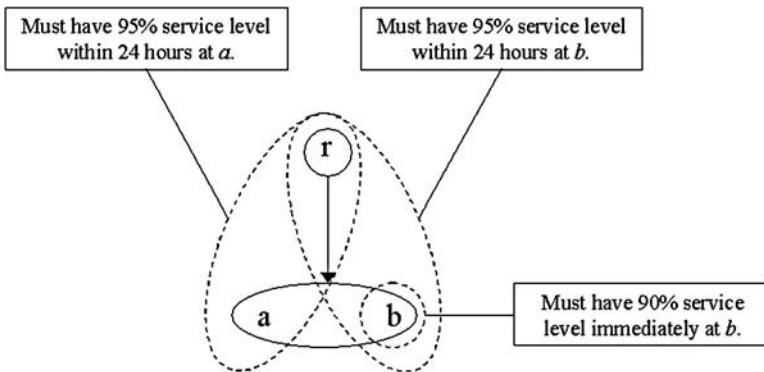 Must have 95% service level
within 24 hours at a.
Must have 95% service level
within 24 hours at b.
r
a
b
Must have 90% service
level immediately at b.